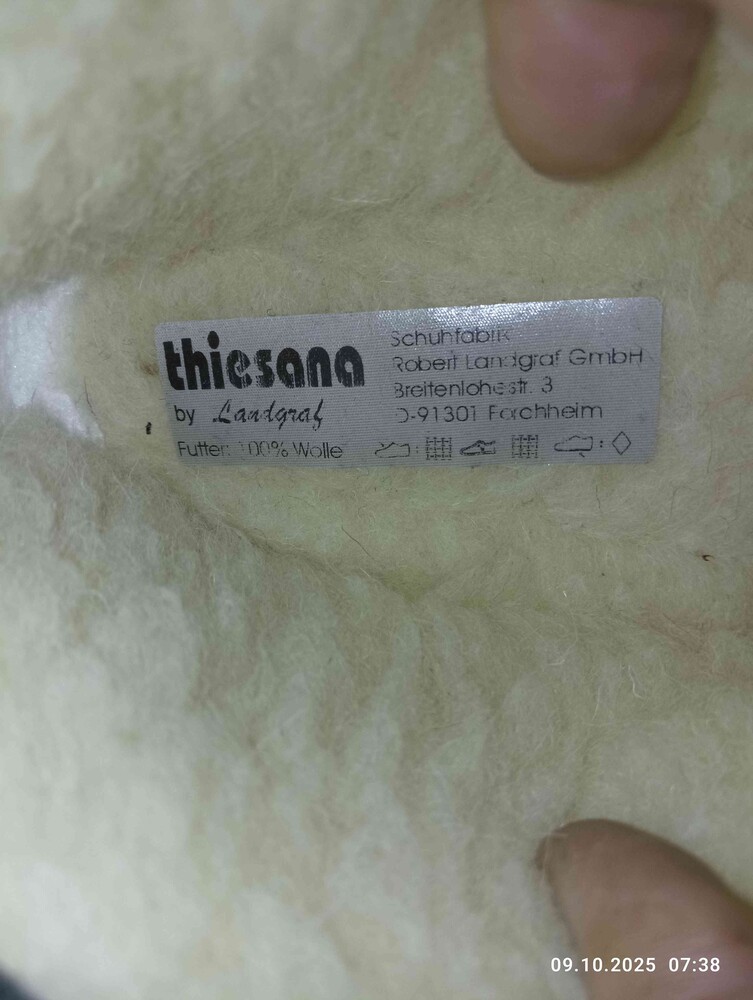 thiesana
by Landgraf
Futter: 100% Wolle
Schuhfabrik
Robert Landgraf GmbH
Breitenlohestr. 3
D-91301 Forchheim
09.10.2025 07:38